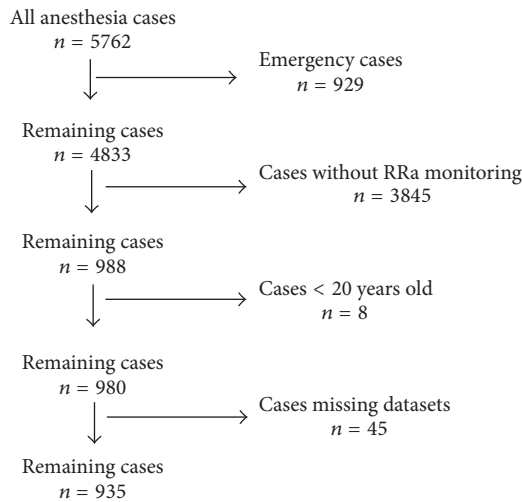 All anesthesia cases
n = 5762
Emergency cases
n = 929
Remaining cases
n = 4833
Cases without RRa monitoring
n = 3845
Remaining cases
n = 988
Cases < 20 years old
n = 8
Remaining cases
n = 980
Cases missing datasets
n = 45
Remaining cases
n = 935